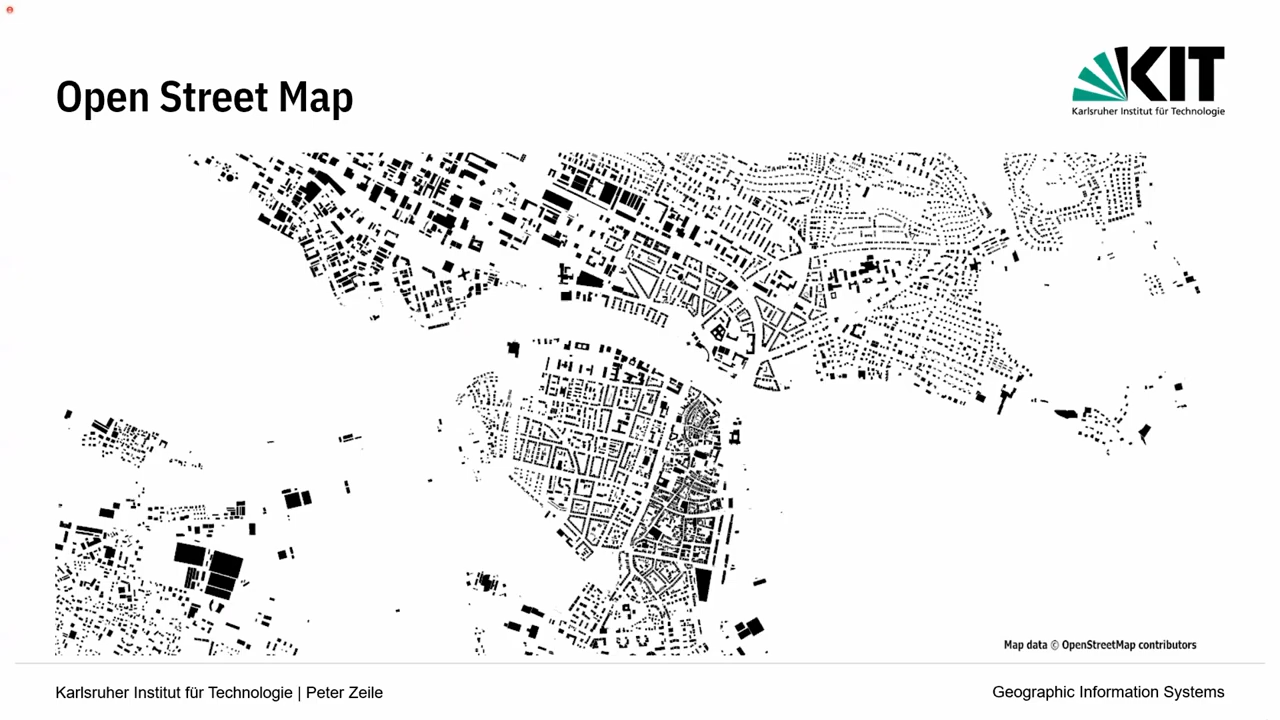 Open Street Map
KIT
Karlsruher Institut für Technologie
Map data © OpenStreetMap contributors
Karlsruher Institut für Technologie | Peter Zeile
Geographic Information Systems